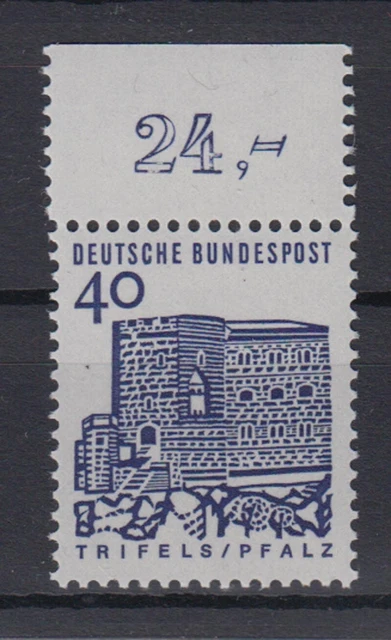 24,-
DEUTSCHE BUNDESPOST
40
TRIFELS/PFALZ